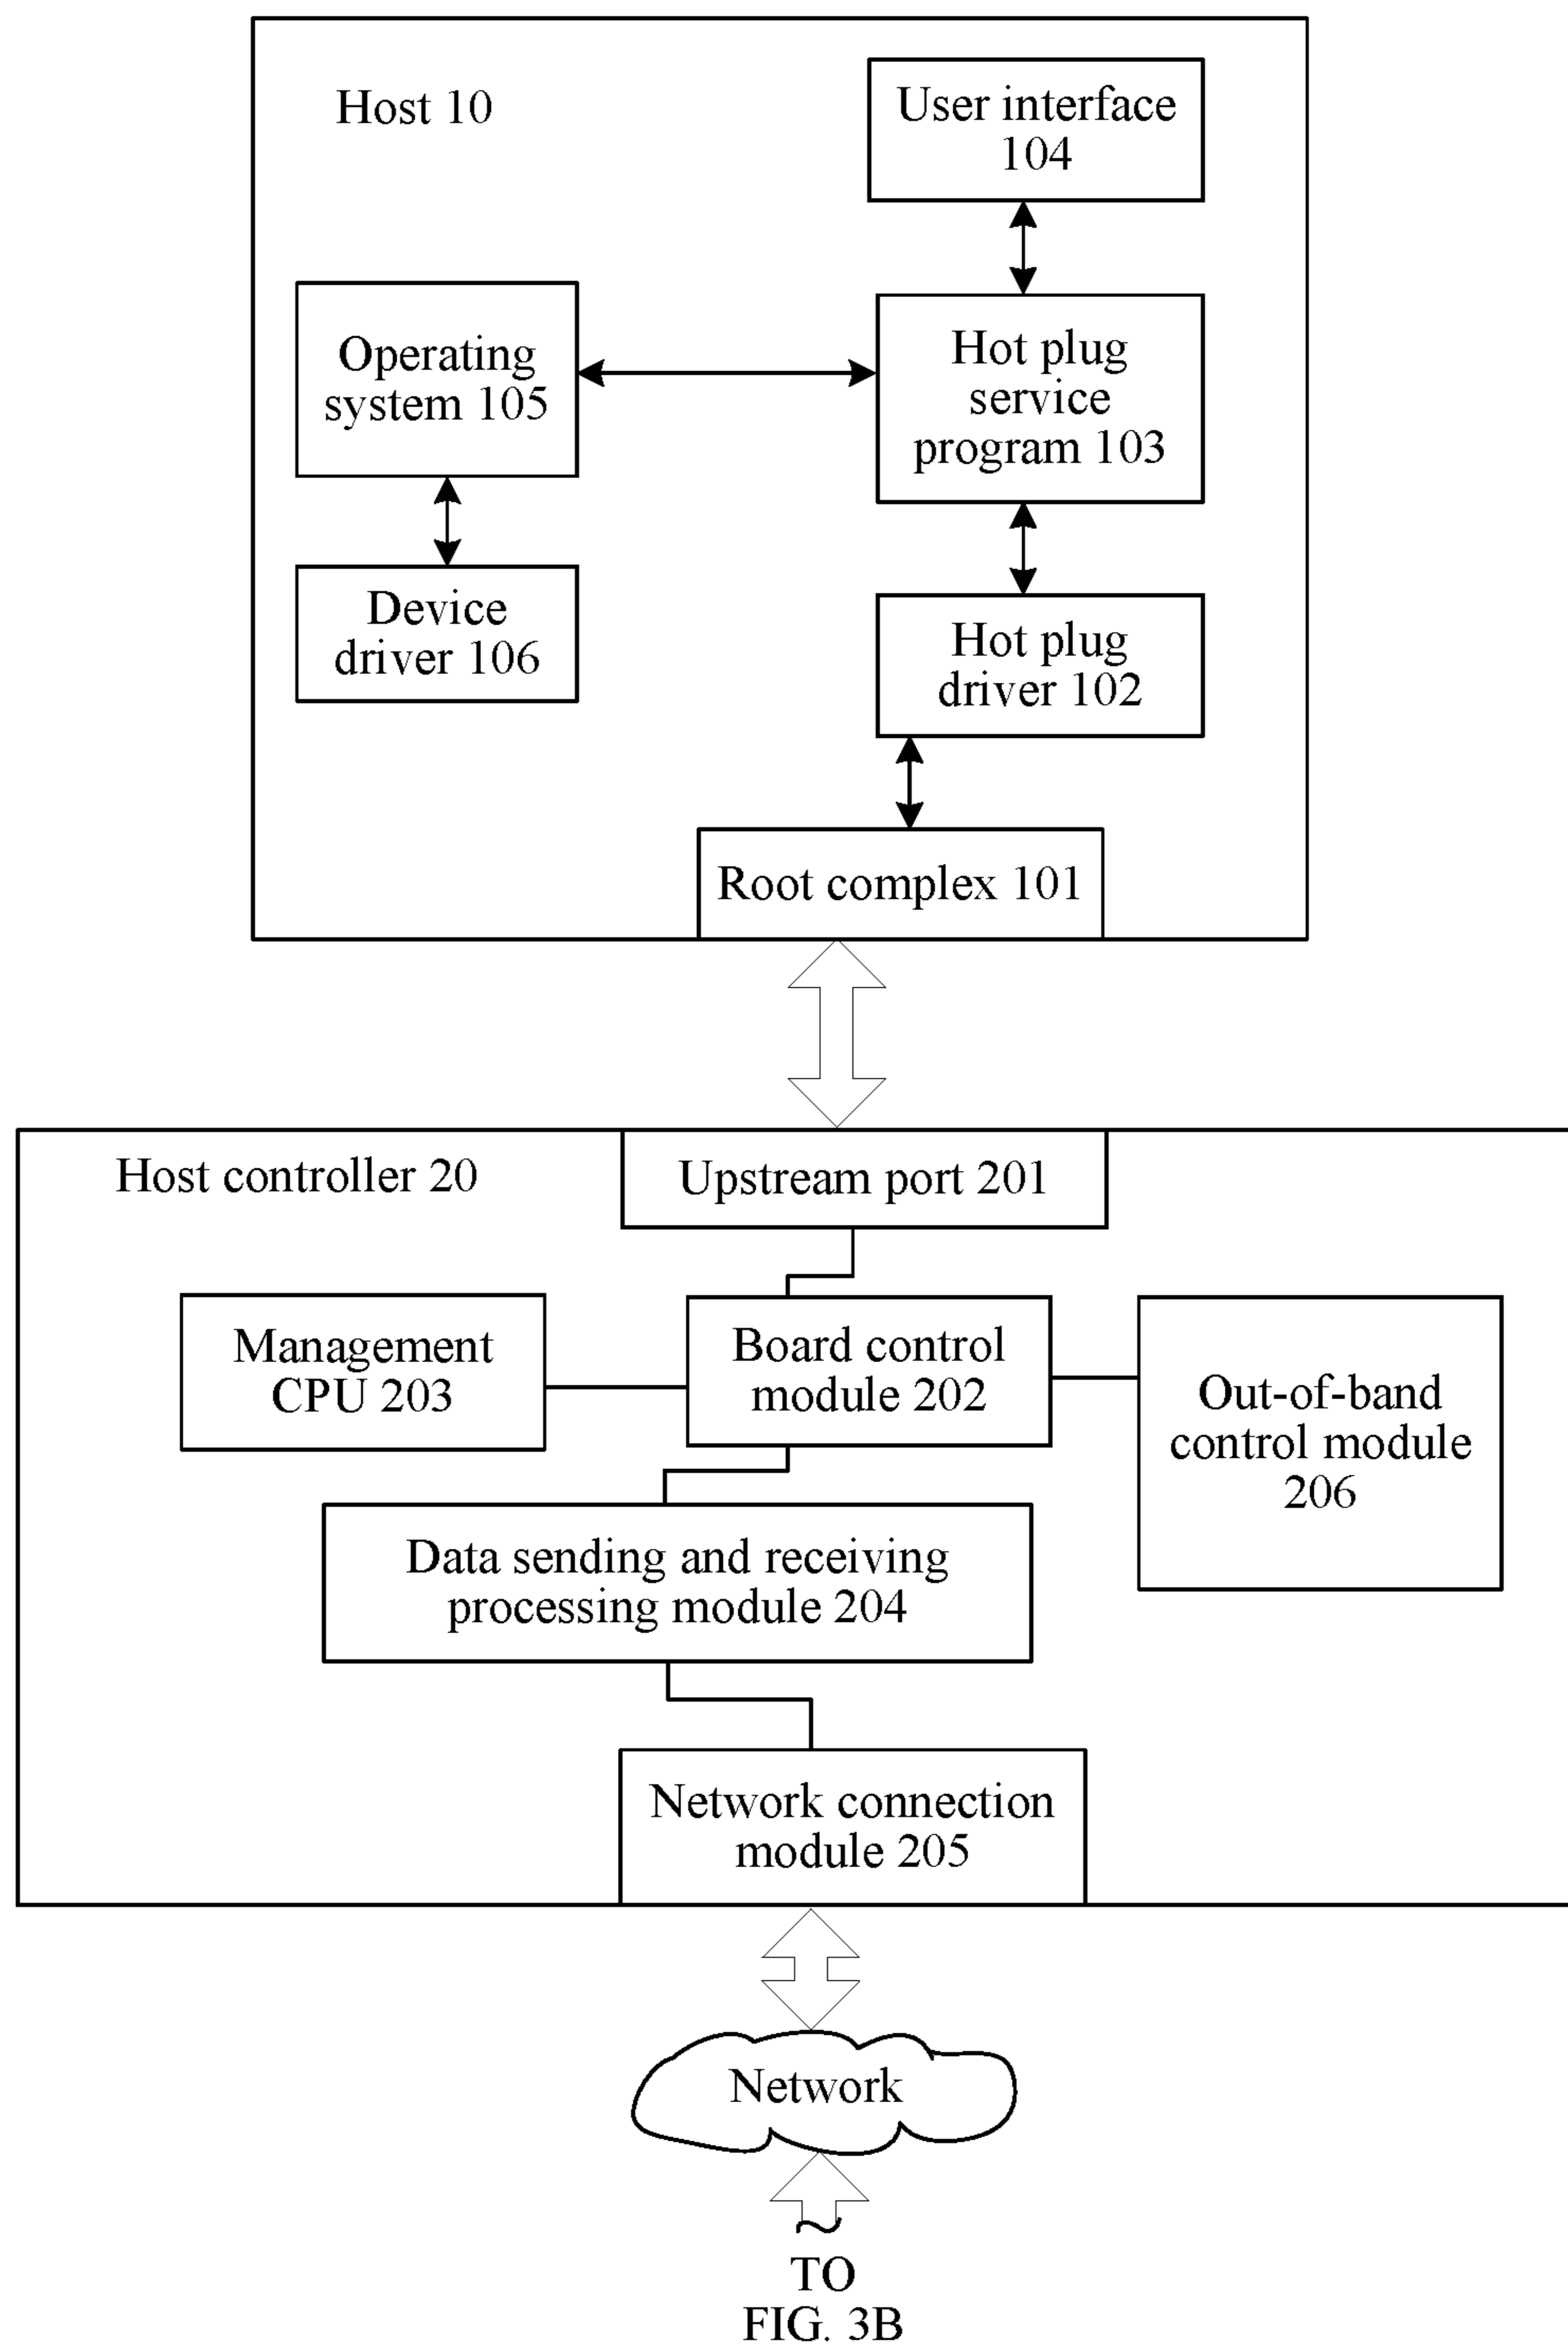 Host 10
User interface
104
Operating
system 105
Hot plug
service
program 103
Device
driver 106
Hot plug
driver 102
Root complex 101
Host controller 20
Upstream port 201
Management
CPU 203
Board control
module 202
Out-of-band
control module
206
Data sending and receiving
processing module 204
Network connection
module 205
Network
TO
FIG. 3B